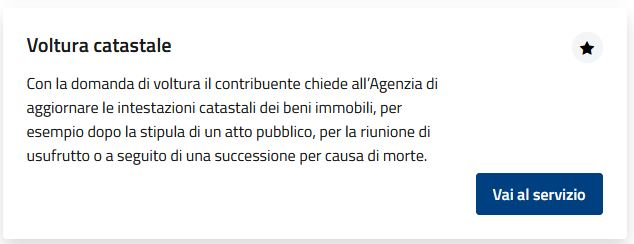 Voltura catastale
Con la domanda di voltura il contribuente chiede all’Agenzia di
aggiornare le intestazioni catastali dei beni immobili, per
esempio dopo la stipula di un atto pubblico, per la riunione di
usufrutto o a seguito di una successione per causa di morte.
Vai al servizio